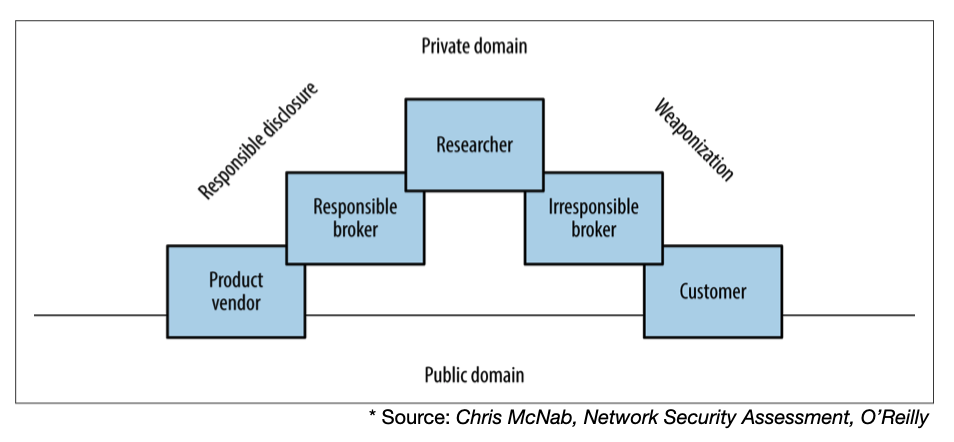 Private domain
Responsible disclosure
Weaponization
Researcher
Responsible
broker
Irresponsible
broker
Product
vendor
Customer
Public domain
* Source: Chris McNab, Network Security Assessment, O’Reilly